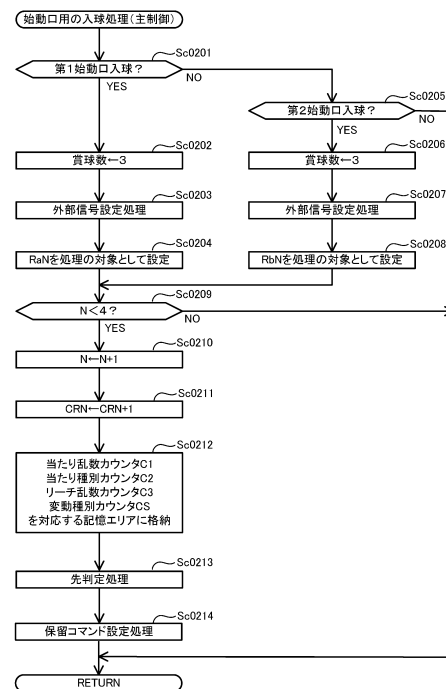 始動口用の入球処理(主制御)
Sc0201
第1始動口入球?
NO
YES
Sc0205
第2始動口入球?
NO
YES
Sc0202
賞球数←3
Sc0206
賞球数←3
Sc0203
外部信号設定処理
Sc0207
外部信号設定処理
Sc0204
RaNを処理の対象として設定
Sc0208
RbNを処理の対象として設定
Sc0209
N<4?
NO
YES
Sc0210
N←N+1
Sc0211
CRN←CRN+1
Sc0212
当たり乱数カウンタC1
当たり種別カウンタC2
リーチ乱数カウンタC3
変動種別カウンタCS
を対応する記憶エリアに格納
Sc0213
先判定処理
Sc0214
保留コマンド設定処理
RETURN